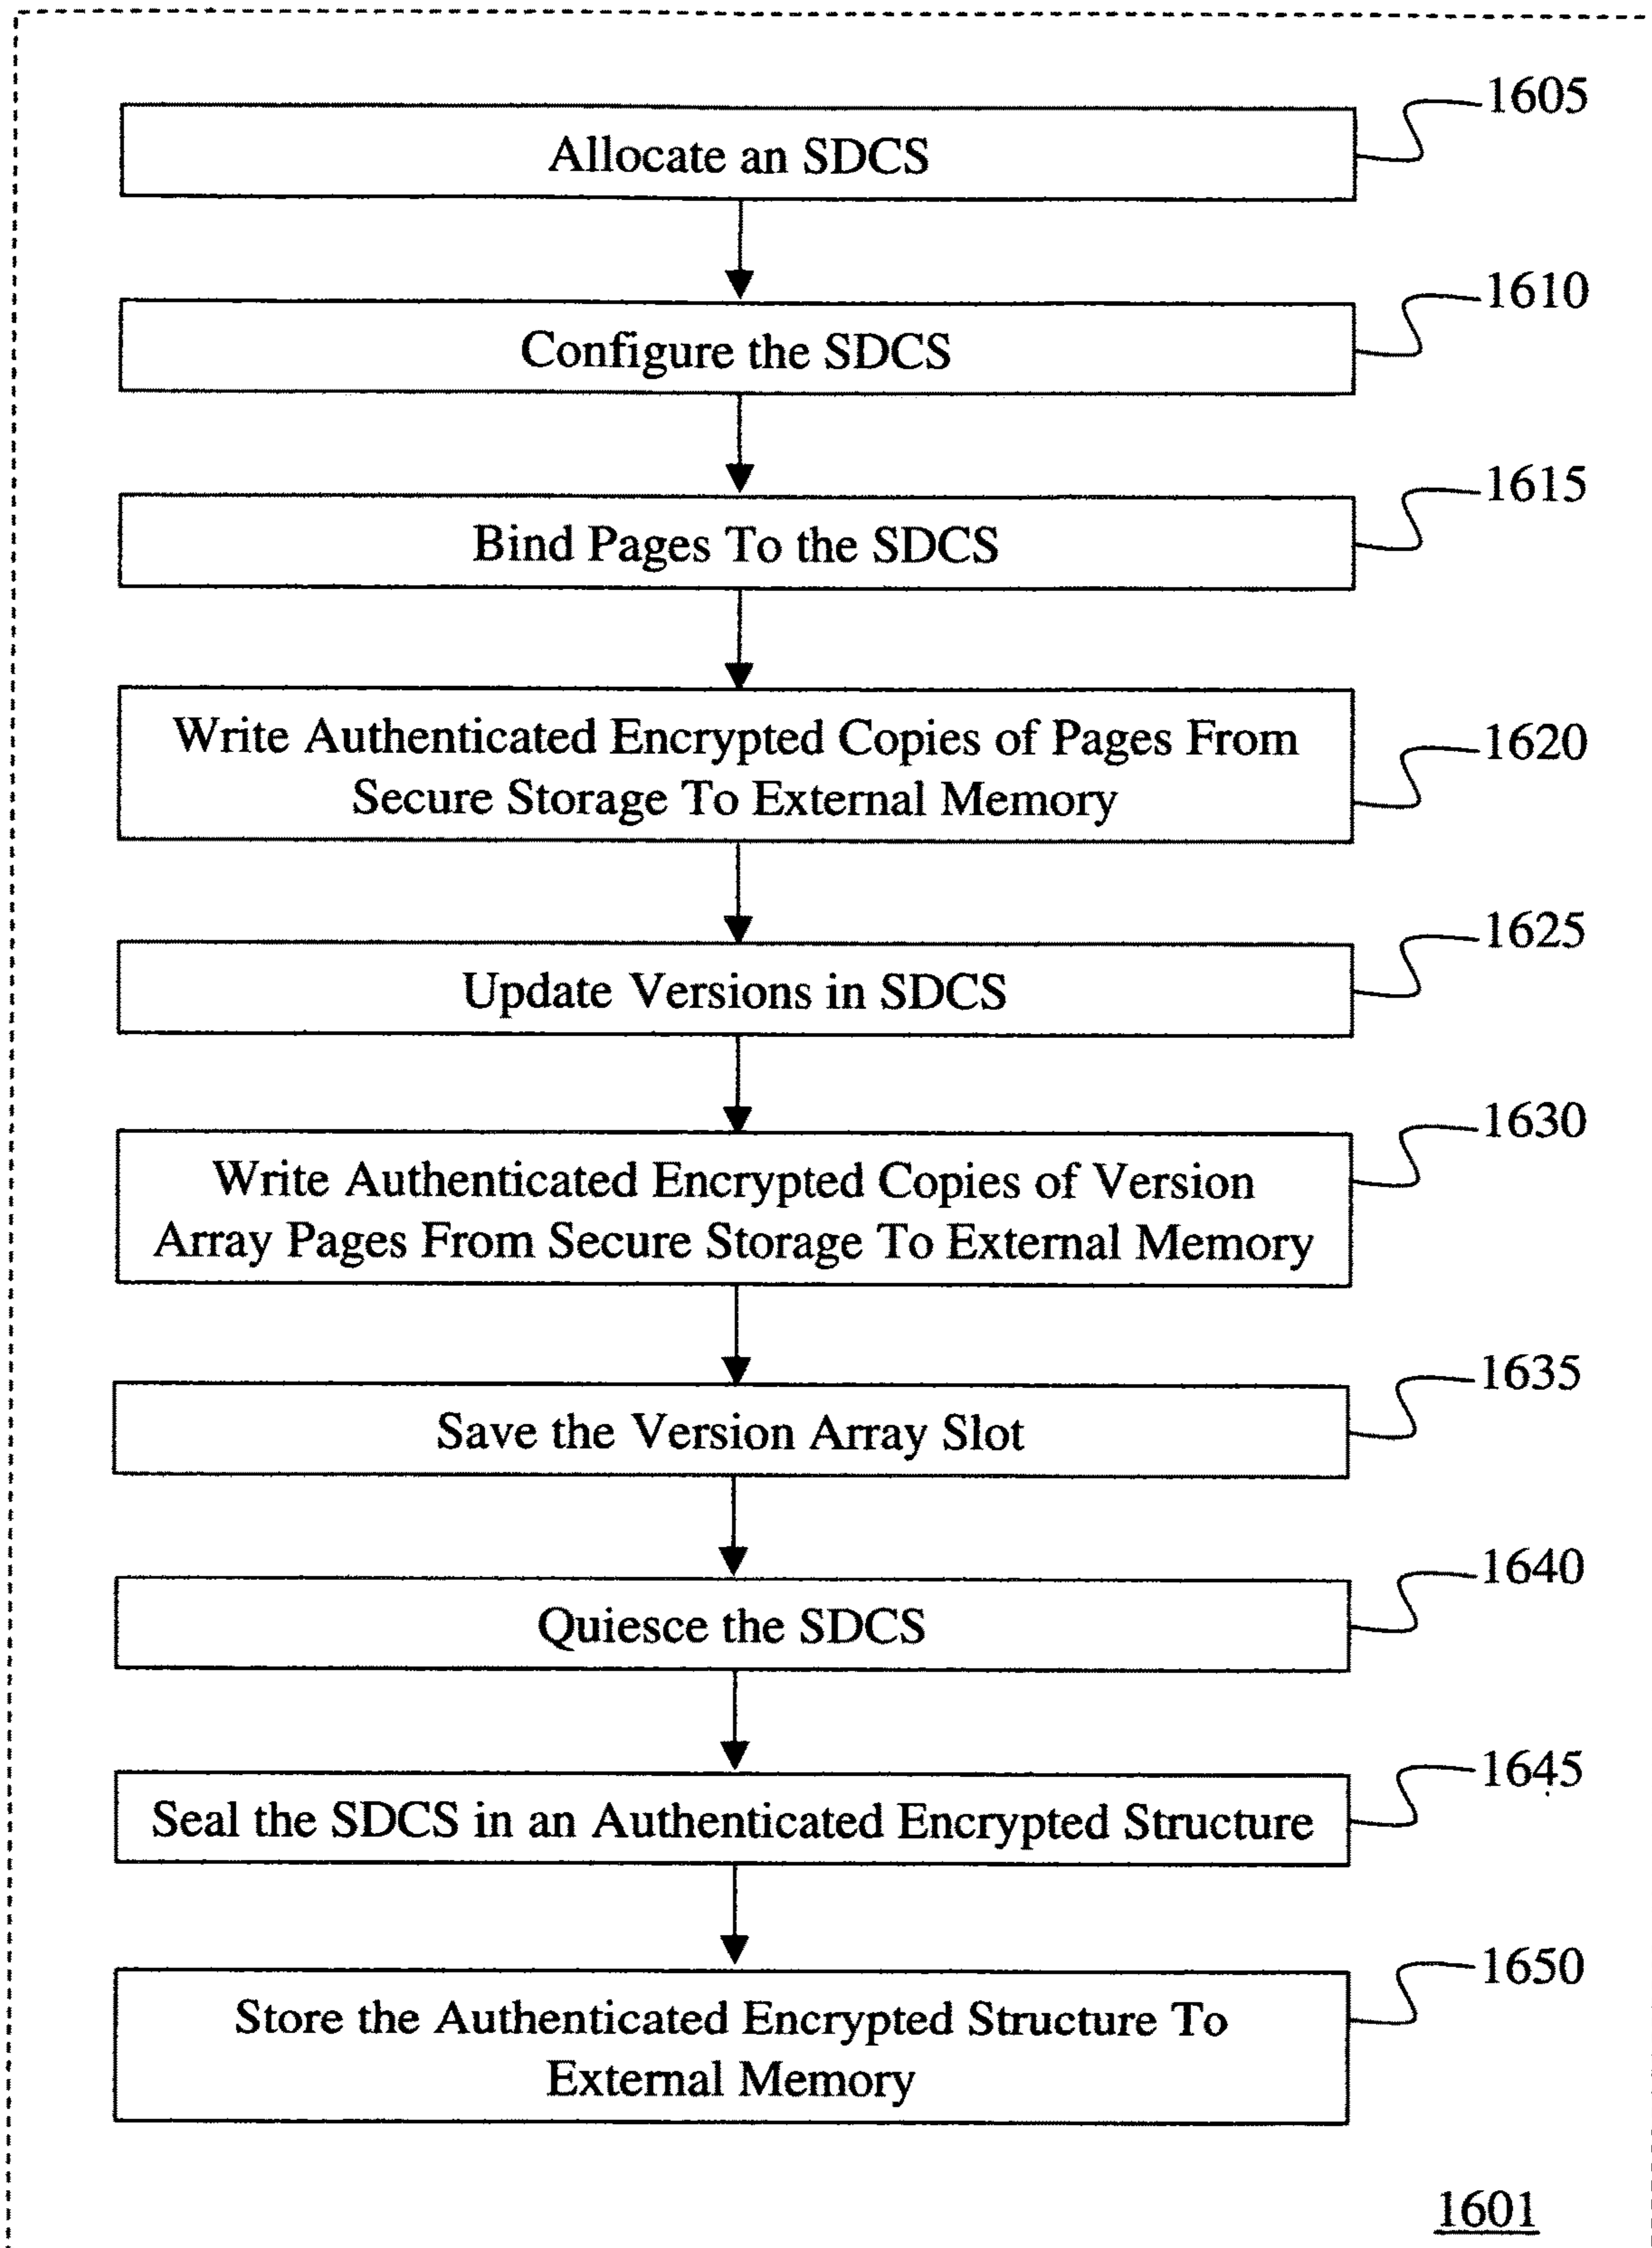 Allocate an SDCS
1605
Configure the SDCS
1610
Bind Pages To the SDCS
1615
Write Authenticated Encrypted Copies of Pages From
Secure Storage To External Memory
1620
Update Versions in SDCS
1625
Write Authenticated Encrypted Copies of Version
Array Pages From Secure Storage To External Memory
1630
Save the Version Array Slot
1635
Quiesce the SDCS
1640
Seal the SDCS in an Authenticated Encrypted Structure
1645
Store the Authenticated Encrypted Structure To
External Memory
1650
1601